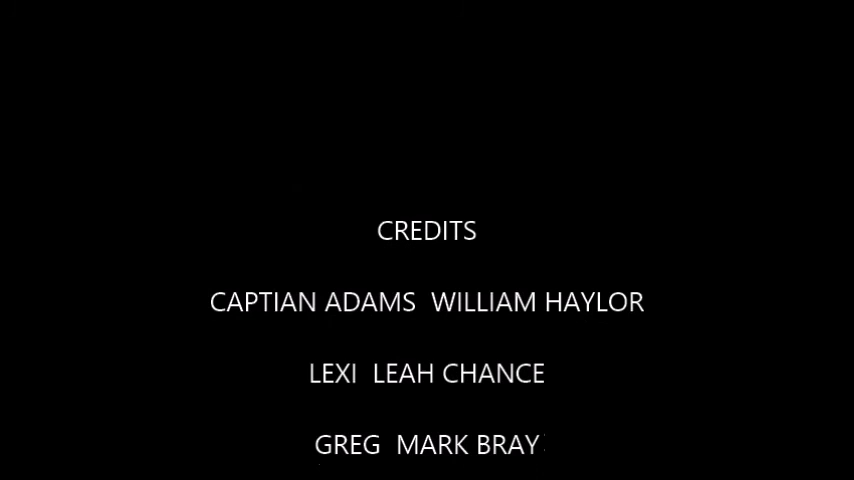 CREDITS
CAPTIAN ADAMS  WILLIAM HAYLOR
LEXI  LEAH CHANCE
GREG  MARK BRAY